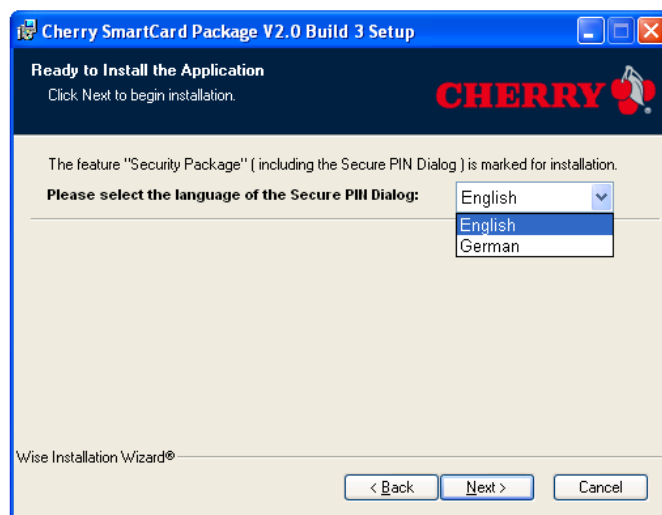 Cherry SmartCard Package V2.0 Build 3 Setup
Ready to Install the Application
Click Next to begin installation.
CHERRY
The feature "Security Package" ( including the Secure PIN Dialog ) is marked for installation.
Please select the language of the Secure PIN Dialog:
English
English
German
Wise Installation Wizard®
< Back
Next >
Cancel